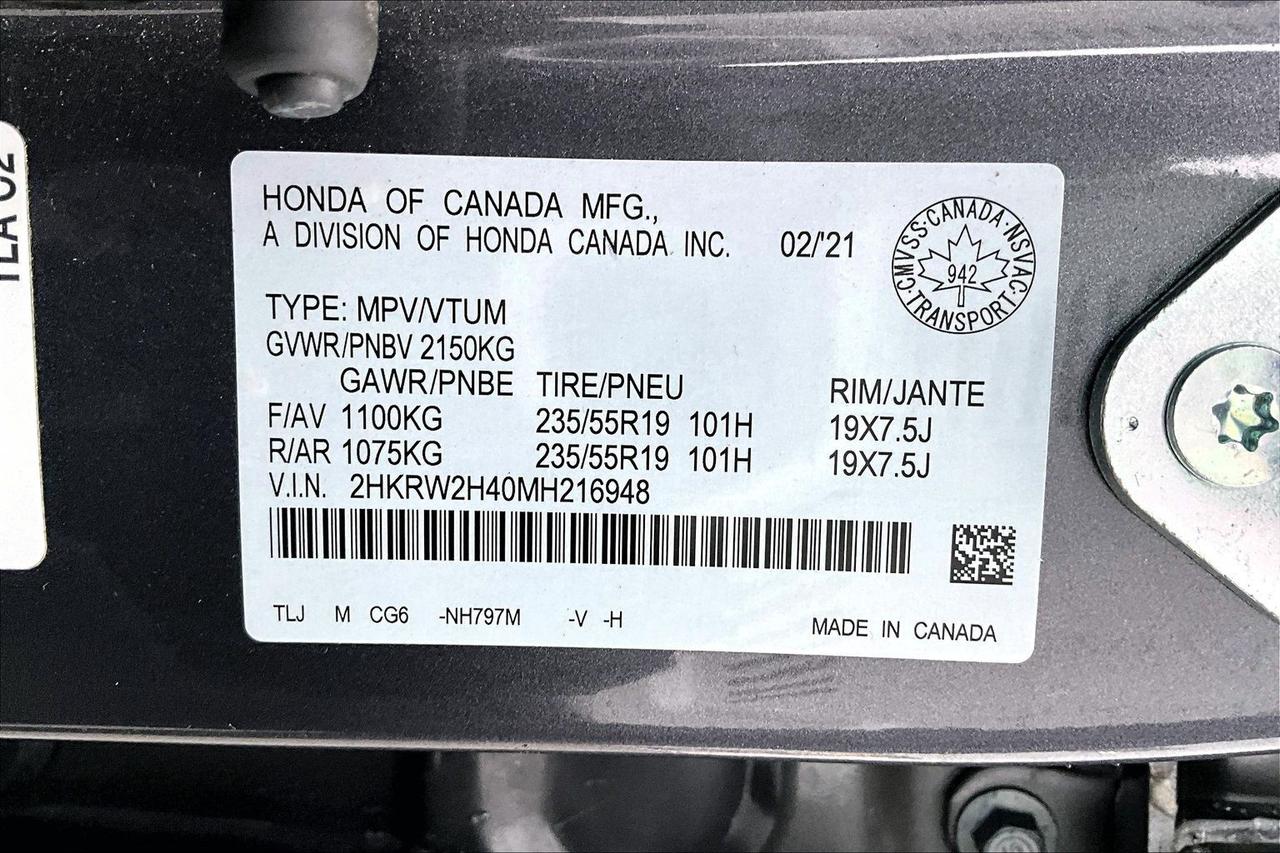 HONDA OF CANADA MFG.,
A DIVISION OF HONDA CANADA INC. 02/'21
CMVSS·CANADA·NSVAC·TRANSPORT·
942
TYPE: MPV/VTUM
GVWR/PNBV 2150KG
GAWR/PNBE TIRE/PNEU RIM/JANTE
F/AV 1100KG 235/55R19 101H 19X7.5J
R/AR 1075KG 235/55R19 101H 19X7.5J
V.I.N. 2HKRW2H40MH216948
TLJ M CG6 -NH797M -V -H
MADE IN CANADA